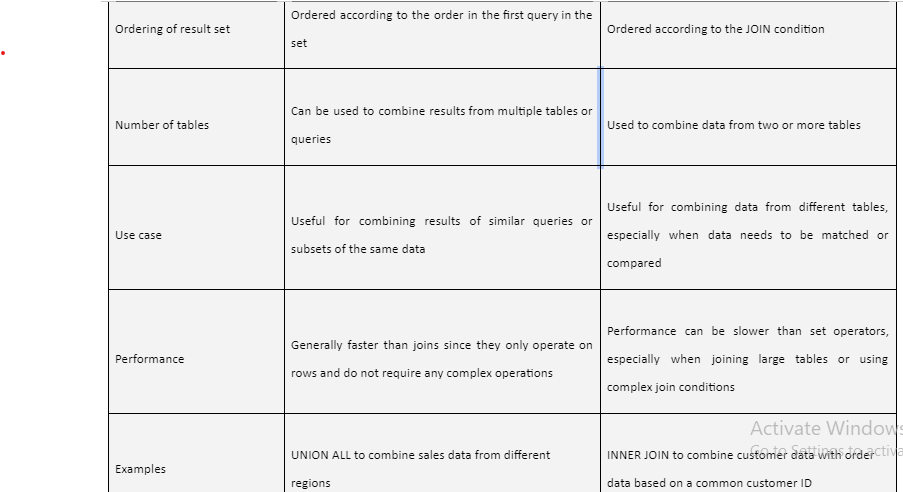 Ordering of result set
Ordered according to the order in the first query in the
set
Ordered according to the JOIN condition
Number of tables
Can be used to combine results from multiple tables or
queries
Used to combine data from two or more tables
Use case
Useful for combining results of similar queries or
subsets of the same data
Useful for combining data from different tables,
especially when data needs to be matched or
compared
Performance
Generally faster than joins since they only operate on
rows and do not require any complex operations
Performance can be slower than set operators,
especially when joining large tables or using
complex join conditions
Examples
UNION ALL to combine sales data from different
regions
INNER JOIN to combine customer data with order
data based on a common customer ID
Activate Windows
Go to Settings to activa